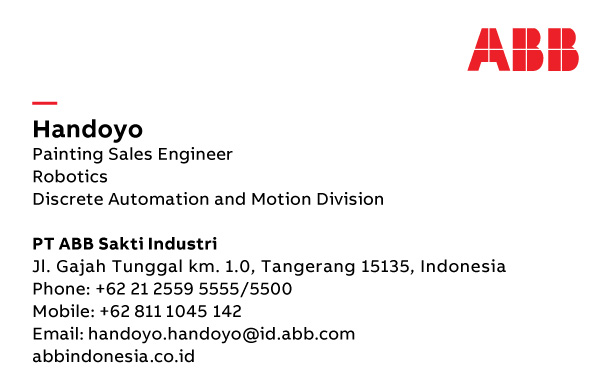 ABB
Handoyo
Painting Sales Engineer
Robotics
Discrete Automation and Motion Division
PT ABB Sakti Industri
Jl. Gajah Tunggal km. 1.0, Tangerang 15135, Indonesia
Phone: +62 21 2559 5555/5500
Mobile: +62 811 1045 142
Email: handoyo.handoyo@id.abb.com
abbindonesia.co.id